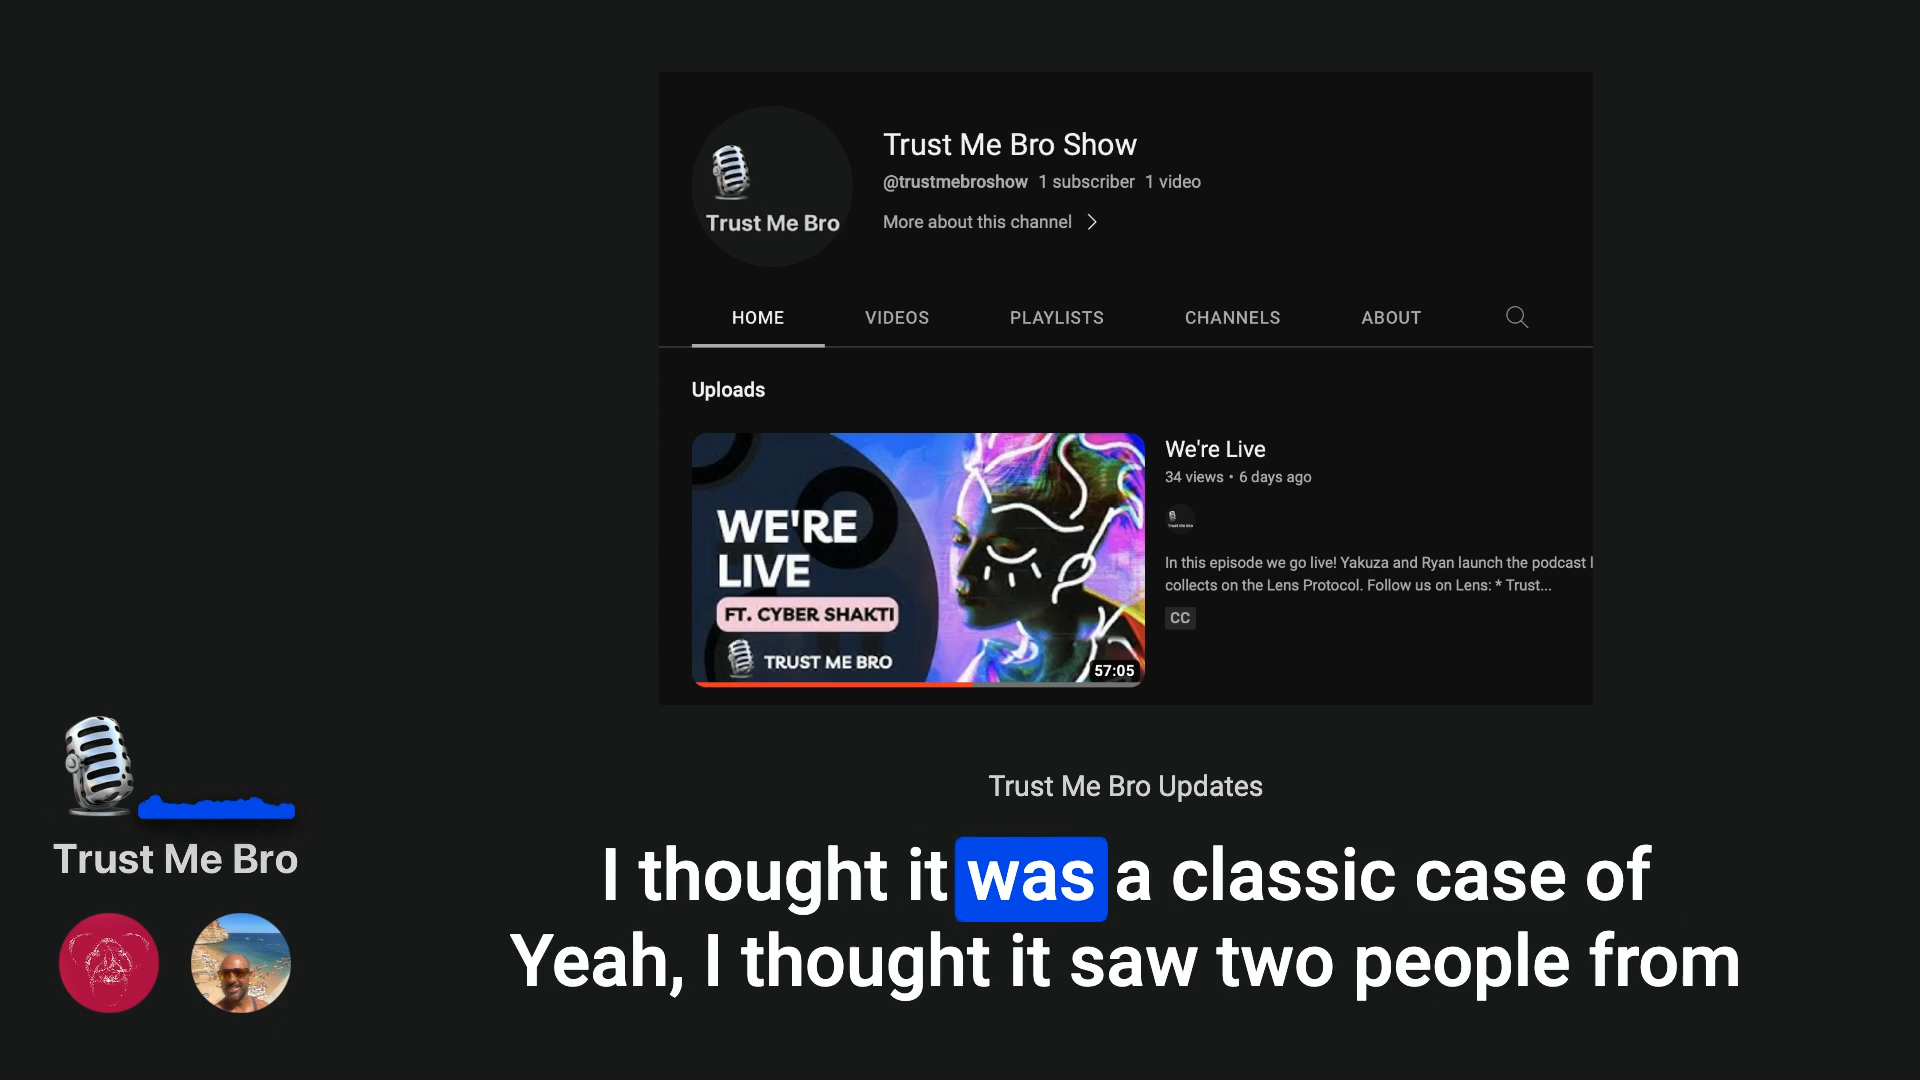 Trust Me Bro
Trust Me Bro Show
@trustmebroshow 1 subscriber 1 video
More about this channel
HOME VIDEOS PLAYLISTS CHANNELS ABOUT
Uploads
WE'RE
LIVE
FT. CYBER SHAKTI
TRUST ME BRO
57:05
We're Live
34 views • 6 days ago
Trust Me Bro
In this episode we go live! Yakuza and Ryan launch the podcast
collects on the Lens Protocol. Follow us on Lens: * Trust...
CC
Trust Me Bro Updates
Trust Me Bro
I thought it was a classic case of
Yeah, I thought it saw two people from